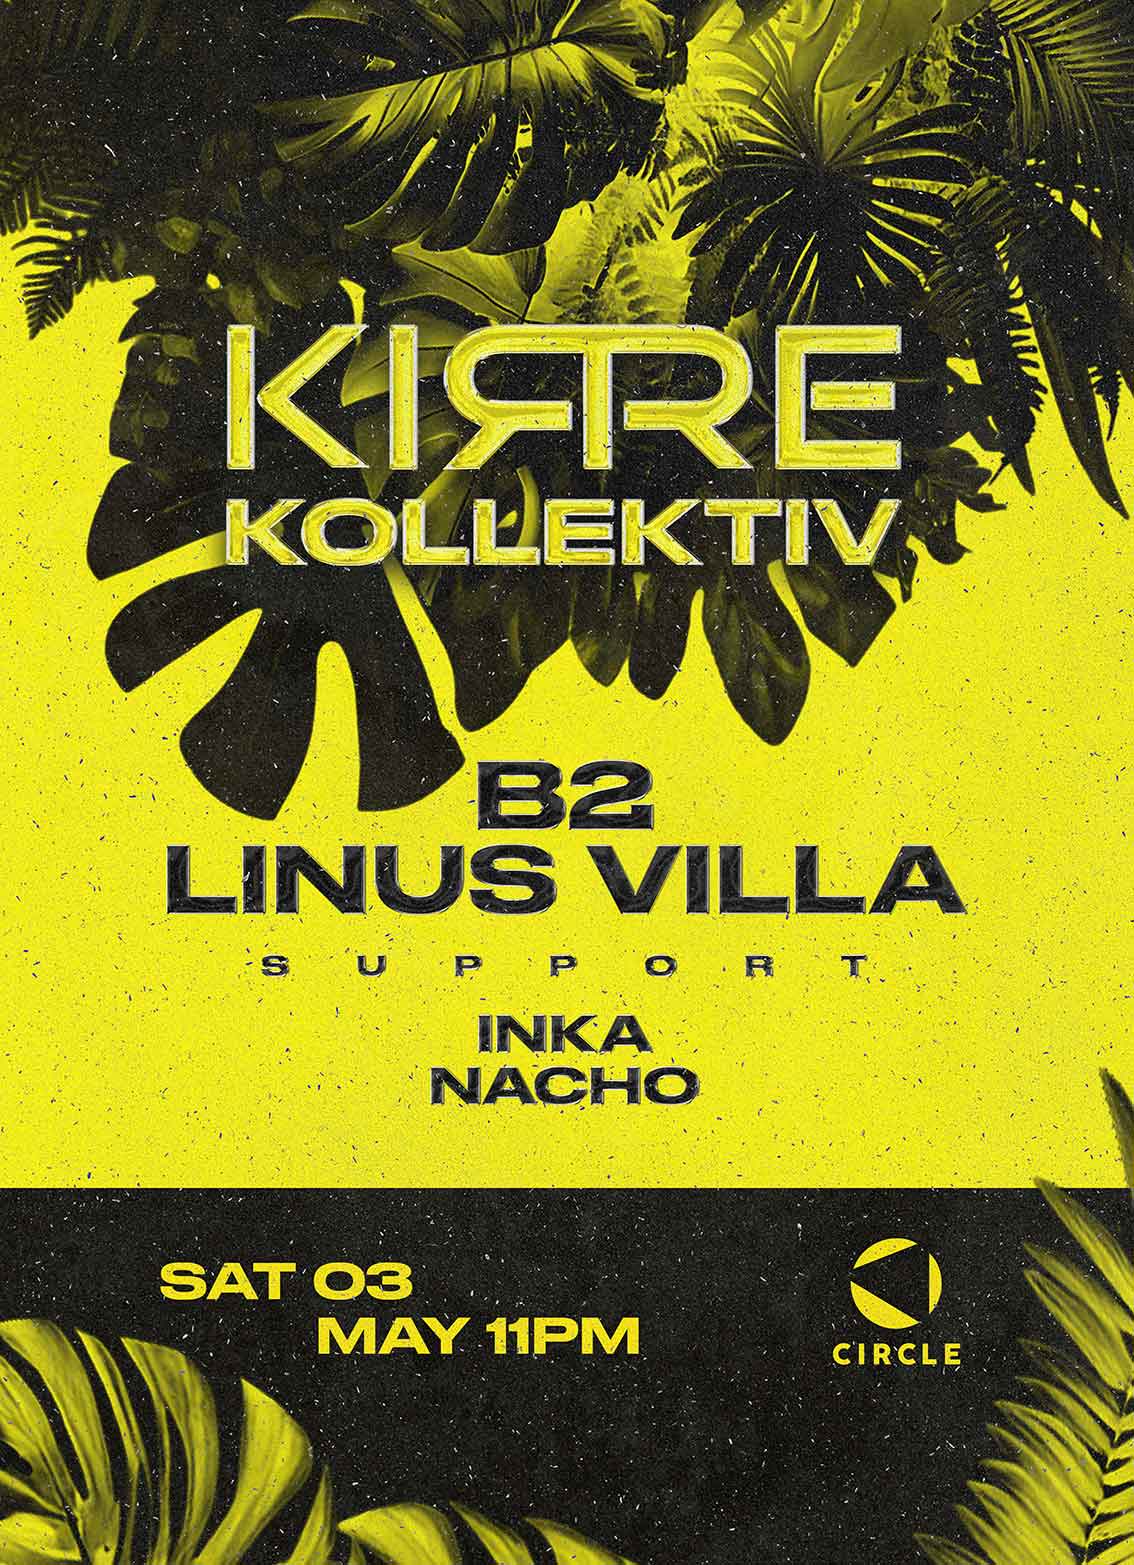 KIRRE
KOLLEKTIV
B2
LINUS VILLA
SUPPORT
INKA
NACHO
SAT 03
MAY 11PM
CIRCLE